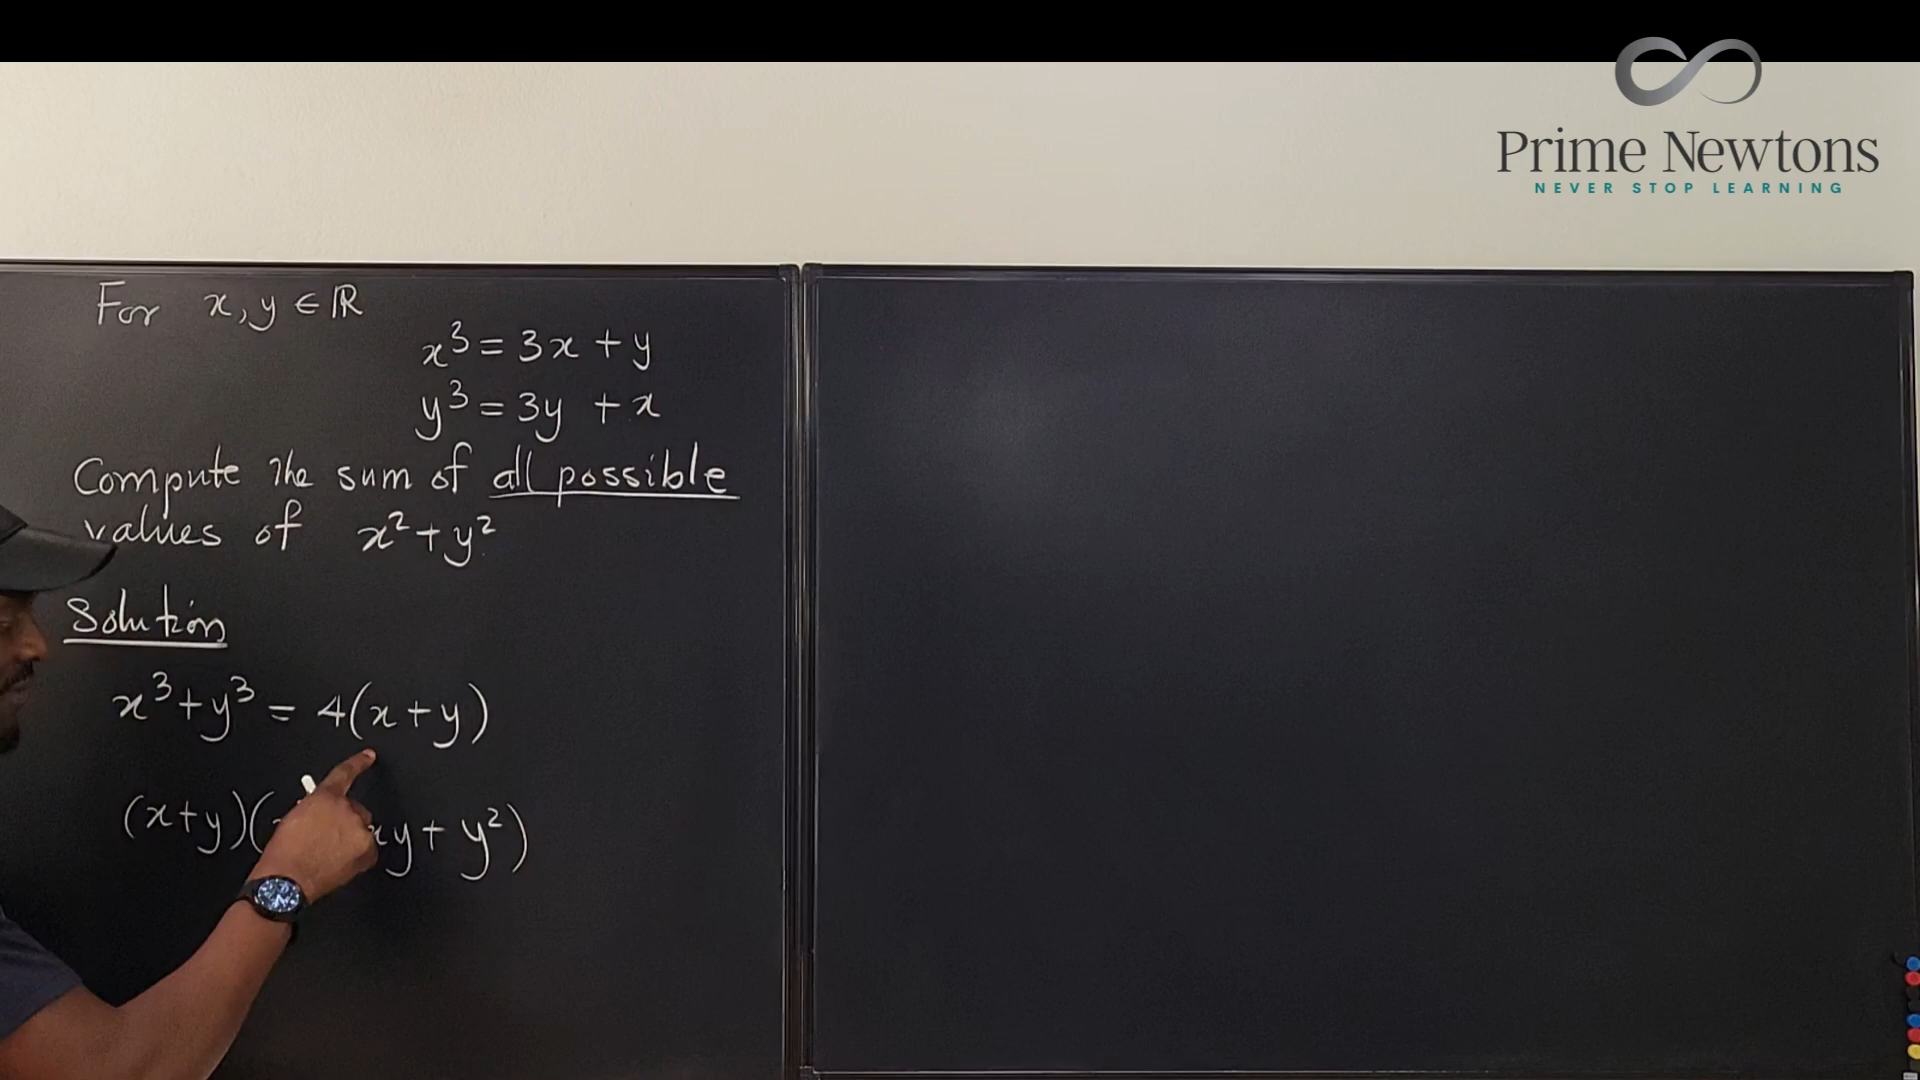 Prime Newtons
NEVER STOP LEARNING
For x, y ∈ ℝ
x³ = 3x + y
y³ = 3y + x
Compute the sum of all possible
values of x² + y²
Solution
x³ + y³ = 4(x + y)
(x+y)( y + y²)